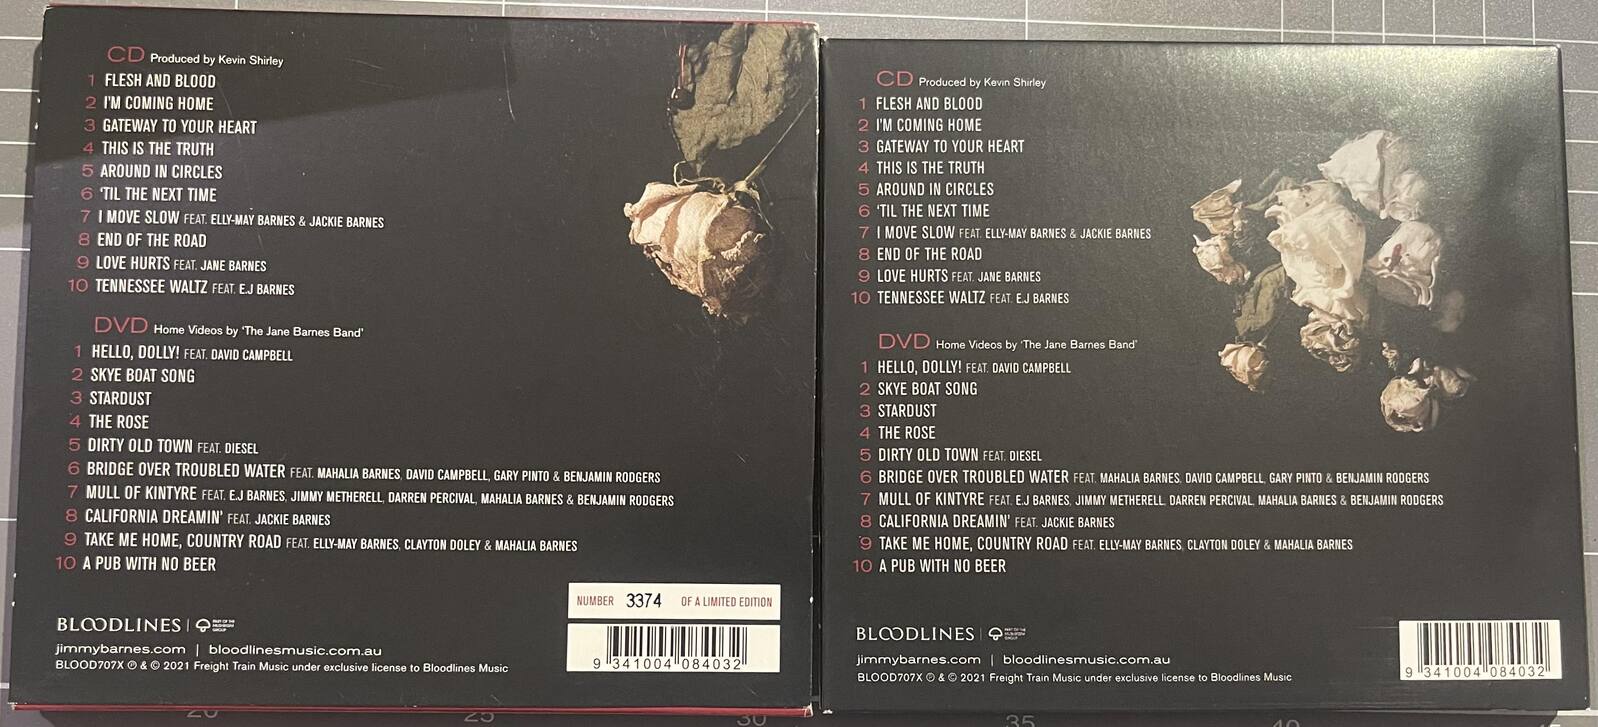 CD Produced by Kevin Shirley
1 FLESH AND BLOOD
2 I'M COMING HOME
3 GATEWAY TO YOUR HEART
4 THIS IS THE TRUTH
5 AROUND IN CIRCLES
6 'TIL THE NEXT TIME
7 I MOVE SLOW FEAT. ELLY-MAY BARNES & JACKIE BARNES
8 END OF THE ROAD
9 LOVE HURTS FEAT. JANE BARNES
10 TENNESSEE WALTZ FEAT. E.J BARNES
DVD Home Videos by 'The Jane Barnes Band'
1 HELLO, DOLLY! FEAT. DAVID CAMPBELL
2 SKYE BOAT SONG
3 STARDUST
4 THE ROSE
5 DIRTY OLD TOWN FEAT. DIESEL
6 BRIDGE OVER TROUBLED WATER FEAT. MAHALIA BARNES, DAVID CAMPBELL, GARY PINTO & BENJAMIN RODGERS
7 MULL OF KINTYRE FEAT. E.J BARNES, JIMMY METHERELL, DARREN PERCIVAL, MAHALIA BARNES & BENJAMIN RODGERS
8 CALIFORNIA DREAMIN' FEAT. JACKIE BARNES
9 TAKE ME HOME, COUNTRY ROAD FEAT. ELLY-MAY BARNES, CLAYTON DOLEY & MAHALIA BARNES
10 A PUB WITH NO BEER
NUMBER 3374 OF A LIMITED EDITION
BLOODLINES | PART OF THE MUSHROOM GROUP
jimmybarnes.com | bloodlinesmusic.com.au
BLOOD707X ℗ & © 2021 Freight Train Music under exclusive license to Bloodlines Music
9 341004 084032
CD Produced by Kevin Shirley
1 FLESH AND BLOOD
2 I'M COMING HOME
3 GATEWAY TO YOUR HEART
4 THIS IS THE TRUTH
5 AROUND IN CIRCLES
6 'TIL THE NEXT TIME
7 I MOVE SLOW FEAT. ELLY-MAY BARNES & JACKIE BARNES
8 END OF THE ROAD
9 LOVE HURTS FEAT. JANE BARNES
10 TENNESSEE WALTZ FEAT. E.J BARNES
DVD Home Videos by 'The Jane Barnes Band'
1 HELLO, DOLLY! FEAT. DAVID CAMPBELL
2 SKYE BOAT SONG
3 STARDUST
4 THE ROSE
5 DIRTY OLD TOWN FEAT. DIESEL
6 BRIDGE OVER TROUBLED WATER FEAT. MAHALIA BARNES, DAVID CAMPBELL, GARY PINTO & BENJAMIN RODGERS
7 MULL OF KINTYRE FEAT. E.J BARNES, JIMMY METHERELL, DARREN PERCIVAL, MAHALIA BARNES & BENJAMIN RODGERS
8 CALIFORNIA DREAMIN' FEAT. JACKIE BARNES
9 TAKE ME HOME, COUNTRY ROAD FEAT. ELLY-MAY BARNES, CLAYTON DOLEY & MAHALIA BARNES
10 A PUB WITH NO BEER
BLOODLINES | PART OF THE MUSHROOM GROUP
jimmybarnes.com | bloodlinesmusic.com.au
BLOOD707X ℗ & © 2021 Freight Train Music under exclusive license to Bloodlines Music
9 341004 084032
20 25 30 35 40